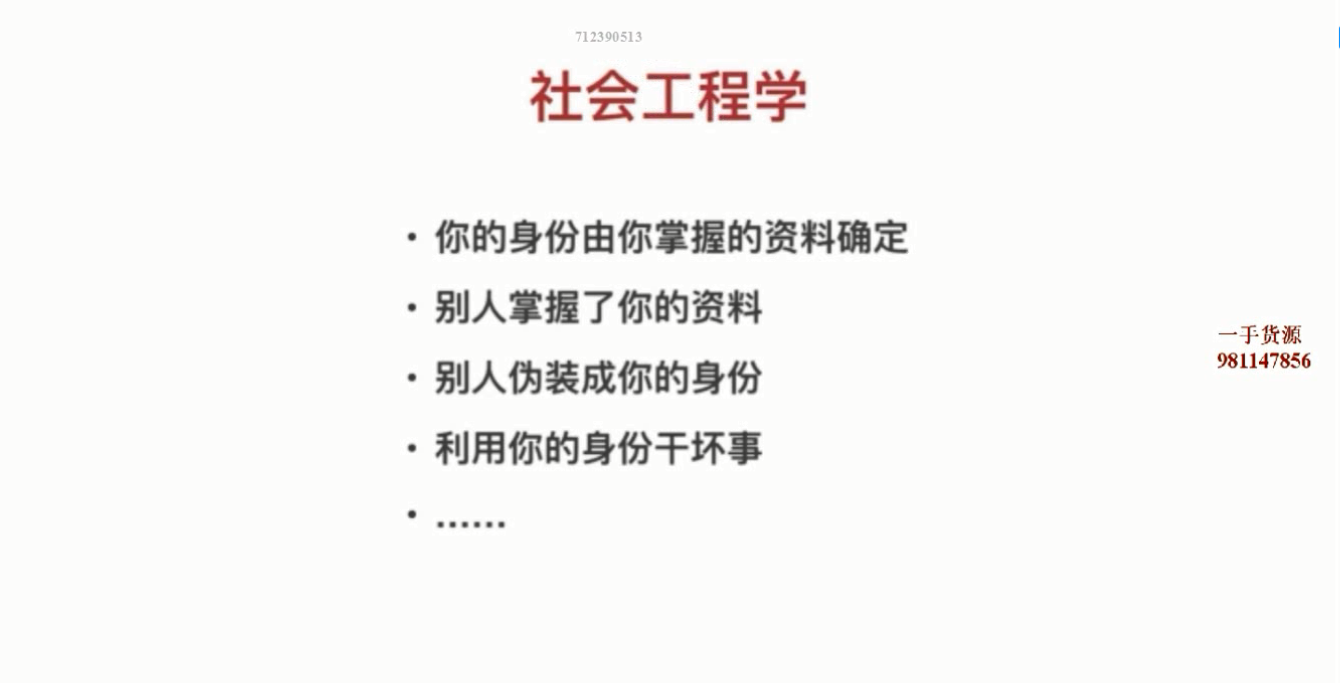 712390513
社会工程学
• 你的身份由你掌握的资料确定
• 别人掌握了你的资料
一手货源
981147856
• 别人伪装成你的身份
• 利用你的身份干坏事
• ......